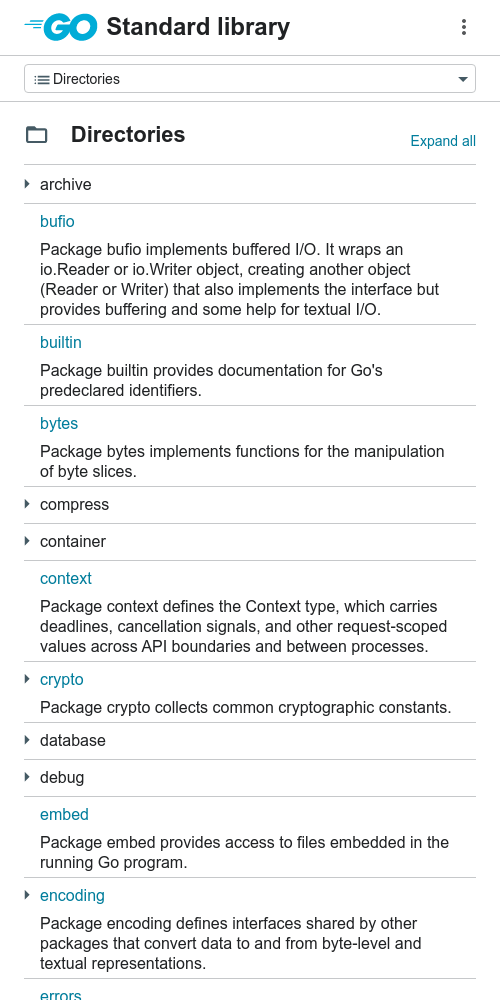 GO Standard library
Directories
Directories
Expand all
archive
bufio
Package bufio implements buffered I/O. It wraps an
io.Reader or io.Writer object, creating another object
(Reader or Writer) that also implements the interface but
provides buffering and some help for textual I/O.
builtin
Package builtin provides documentation for Go's
predeclared identifiers.
bytes
Package bytes implements functions for the manipulation
of byte slices.
compress
container
context
Package context defines the Context type, which carries
deadlines, cancellation signals, and other request-scoped
values across API boundaries and between processes.
crypto
Package crypto collects common cryptographic constants.
database
debug
embed
Package embed provides access to files embedded in the
running Go program.
encoding
Package encoding defines interfaces shared by other
packages that convert data to and from byte-level and
textual representations.
errors